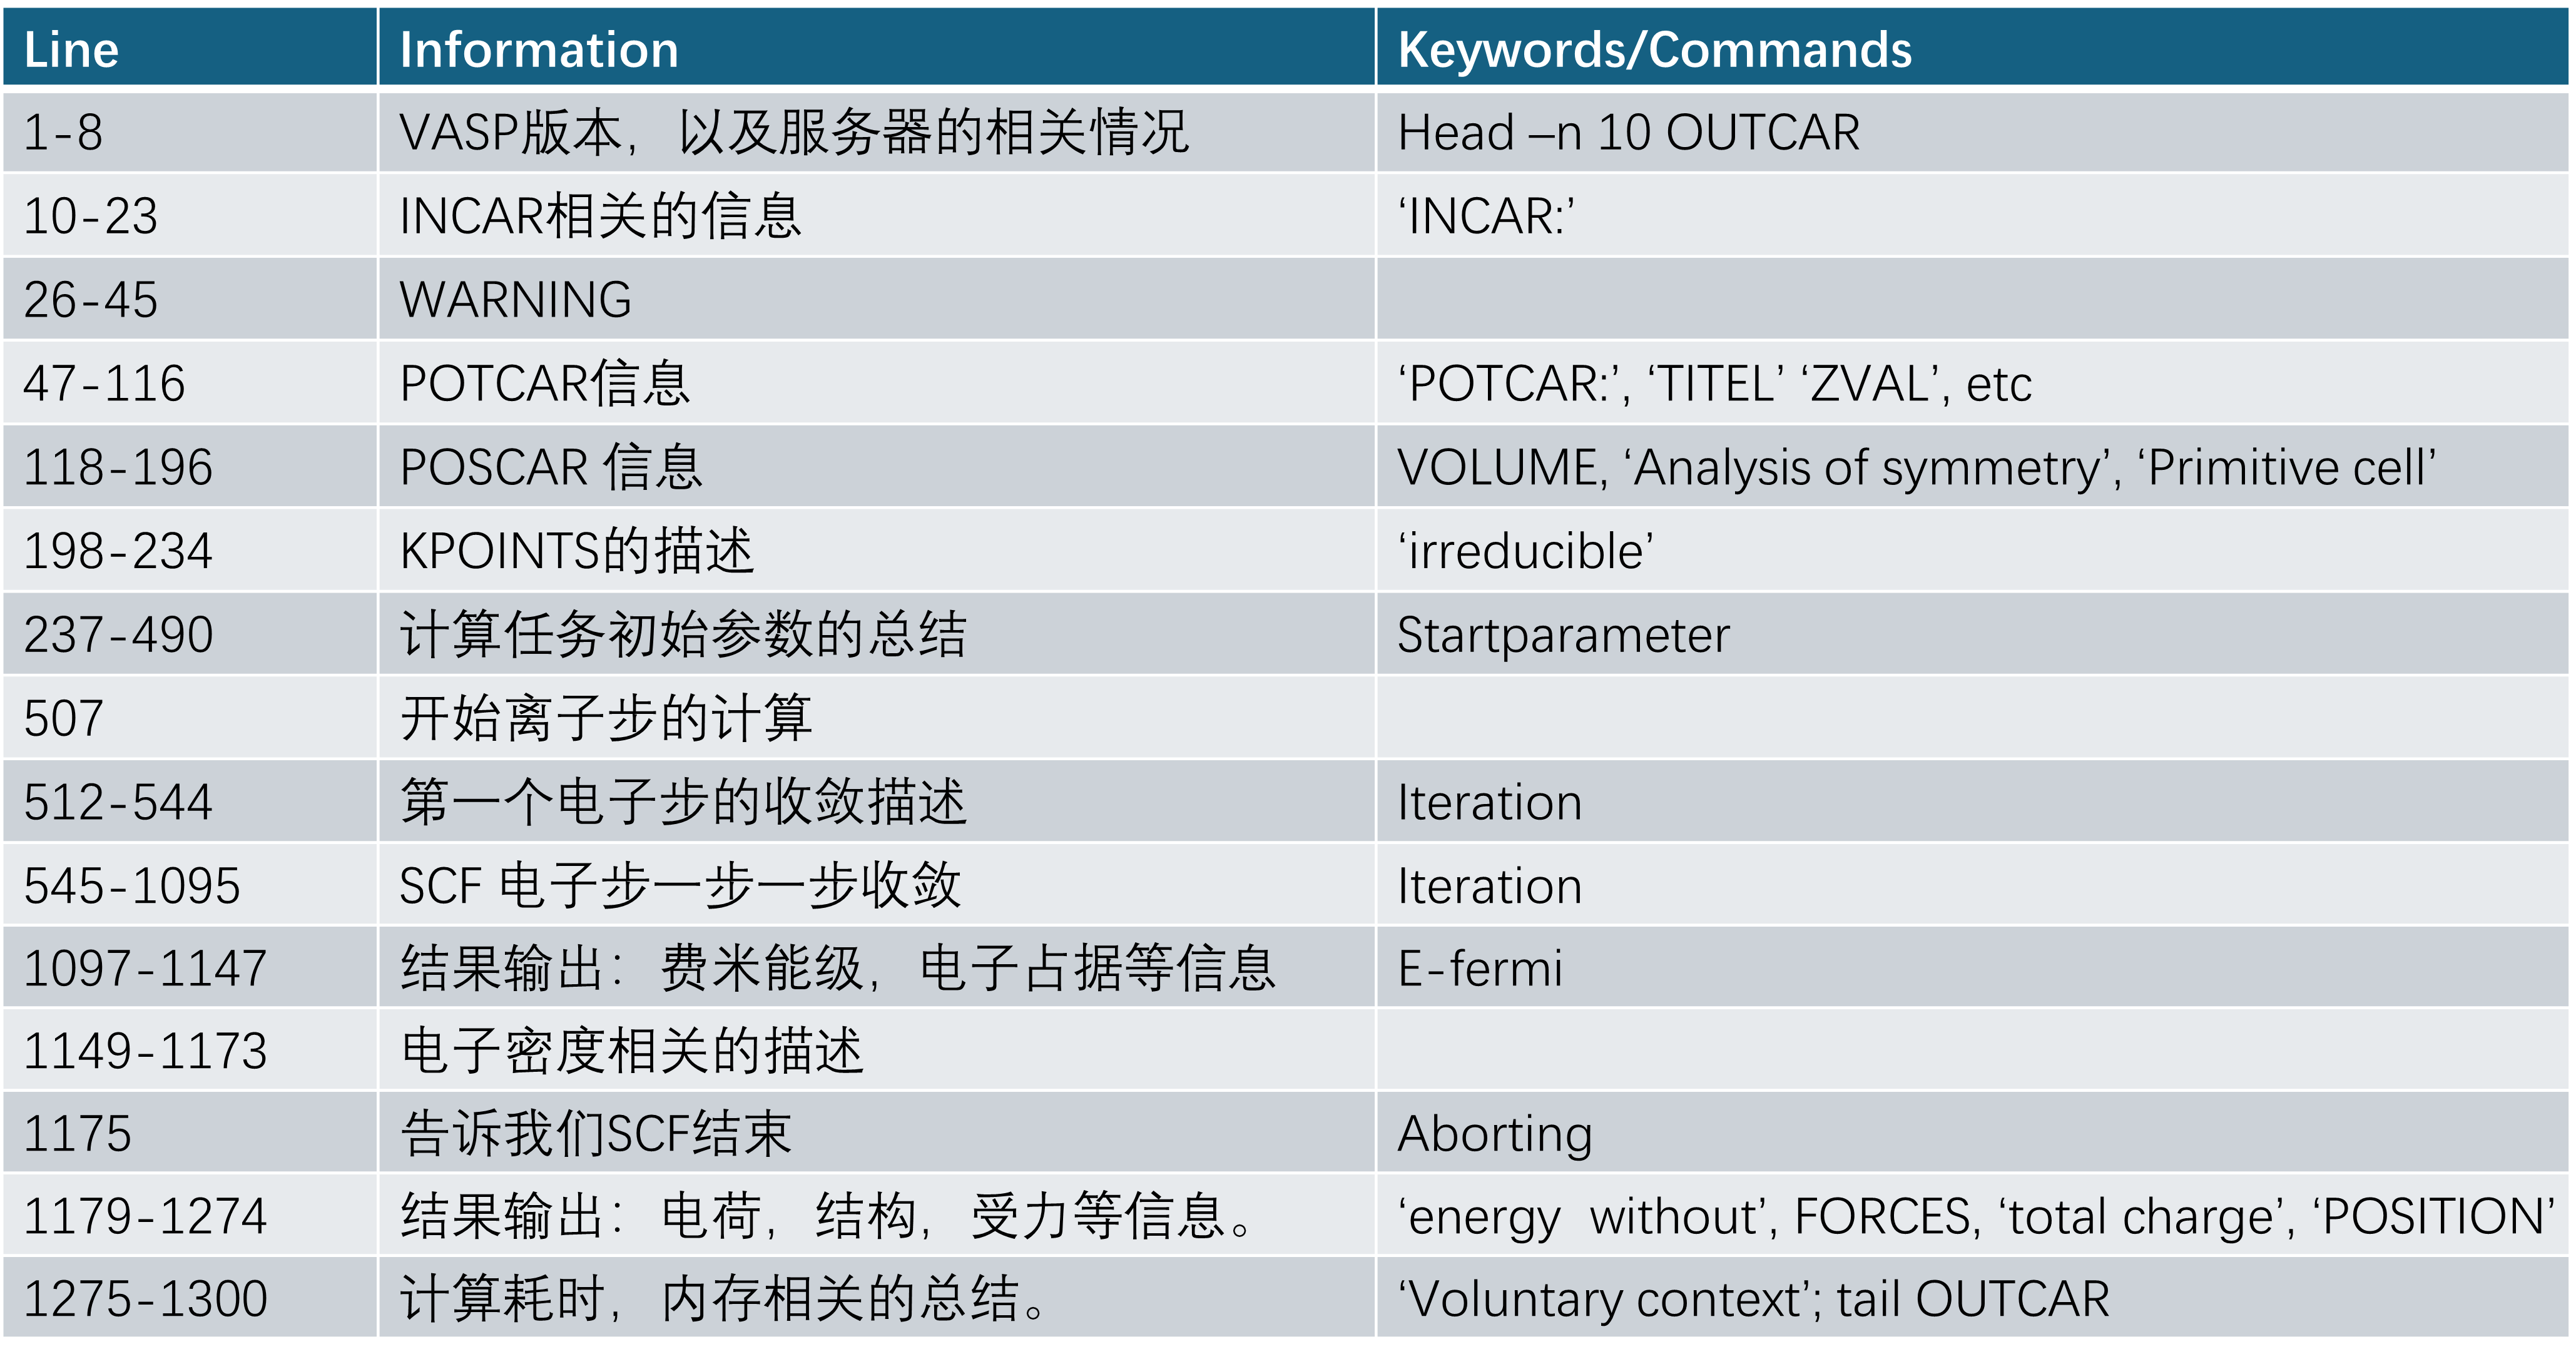 Line Information Keywords/Commands
1-8 VASP版本，以及服务器的相关情况 Head –n 10 OUTCAR
10-23 INCAR相关的信息 ‘INCAR:’
26-45 WARNING
47-116 POTCAR信息 ‘POTCAR:’, ‘TITEL’ ‘ZVAL’, etc
118-196 POSCAR 信息 VOLUME, ‘Analysis of symmetry’, ‘Primitive cell’
198-234 KPOINTS的描述 ‘irreducible’
237-490 计算任务初始参数的总结 Startparameter
507 开始离子步的计算
512-544 第一个电子步的收敛描述 Iteration
545-1095 SCF 电子步一步一步收敛 Iteration
1097-1147 结果输出：费米能级，电子占据等信息 E-fermi
1149-1173 电子密度相关的描述
1175 告诉我们SCF结束 Aborting
1179-1274 结果输出：电荷，结构，受力等信息。 ‘energy  without’, FORCES, ‘total charge’, ‘POSITION’
1275-1300 计算耗时，内存相关的总结。 ‘Voluntary context’; tail OUTCAR